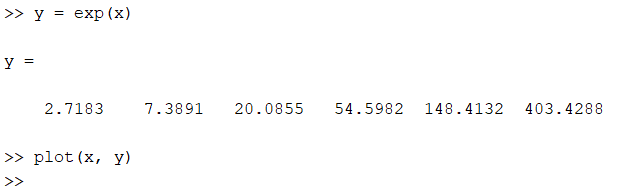 >> y = exp(x)
y =
2.7183 7.3891 20.0855 54.5982 148.4132 403.4288
>> plot(x, y)
>>